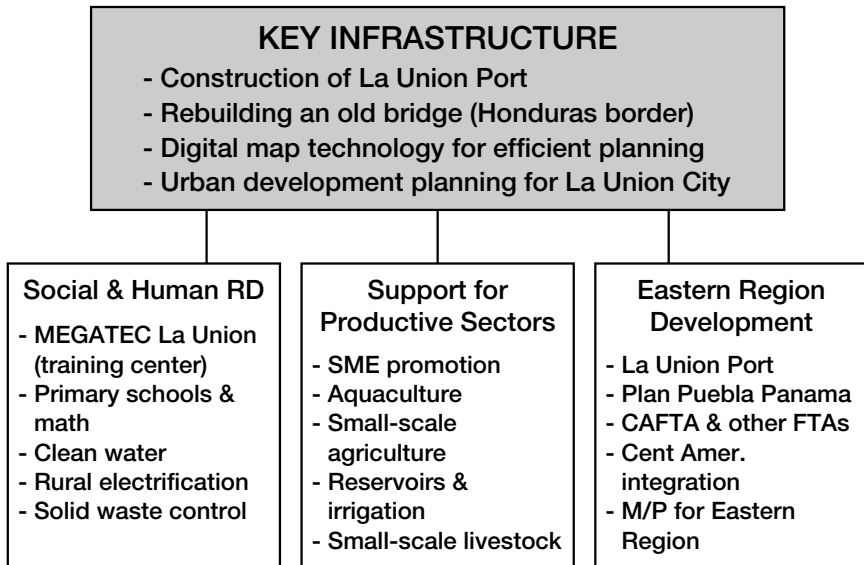 KEY INFRASTRUCTURE
- Construction of La Union Port
- Rebuilding an old bridge (Honduras border)
- Digital map technology for efficient planning
- Urban development planning for La Union City
Social & Human RD
- MEGATEC La Union
(training center)
- Primary schools &
math
- Clean water
- Rural electrification
- Solid waste control
Support for
Productive Sectors
- SME promotion
- Aquaculture
- Small-scale
agriculture
- Reservoirs &
irrigation
- Small-scale livestock
Eastern Region
Development
- La Union Port
- Plan Puebla Panama
- CAFTA & other FTAs
- Cent Amer.
integration
- M/P for Eastern
Region